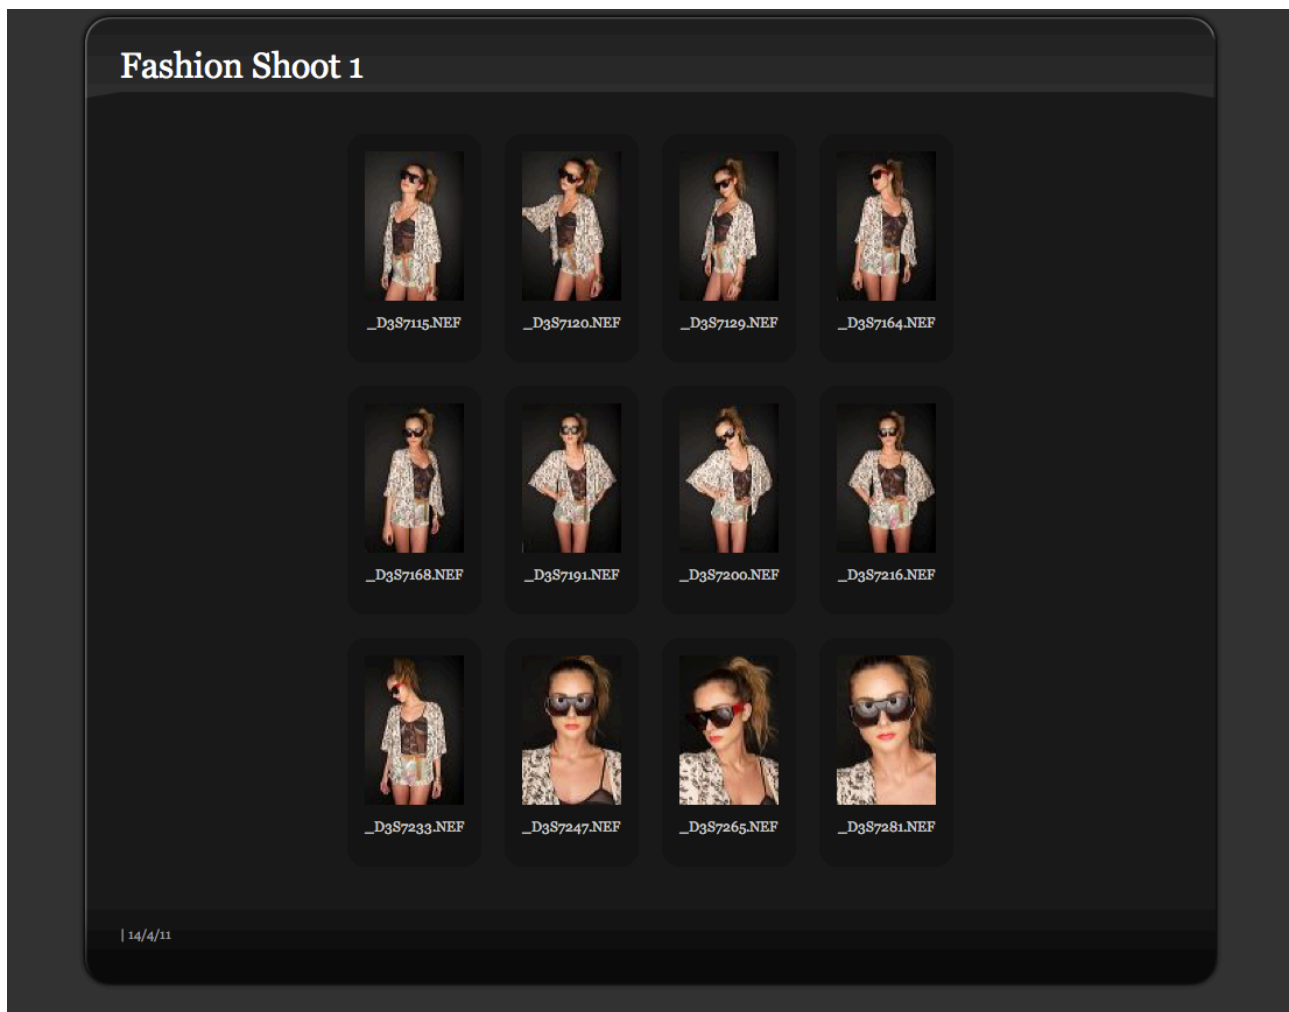 Fashion Shoot 1
_D3S7115.NEF
_D3S7120.NEF
_D3S7129.NEF
_D3S7164.NEF
_D3S7168.NEF
_D3S7191.NEF
_D3S7200.NEF
_D3S7216.NEF
_D3S7233.NEF
_D3S7247.NEF
_D3S7265.NEF
_D3S7281.NEF
| 14/4/11